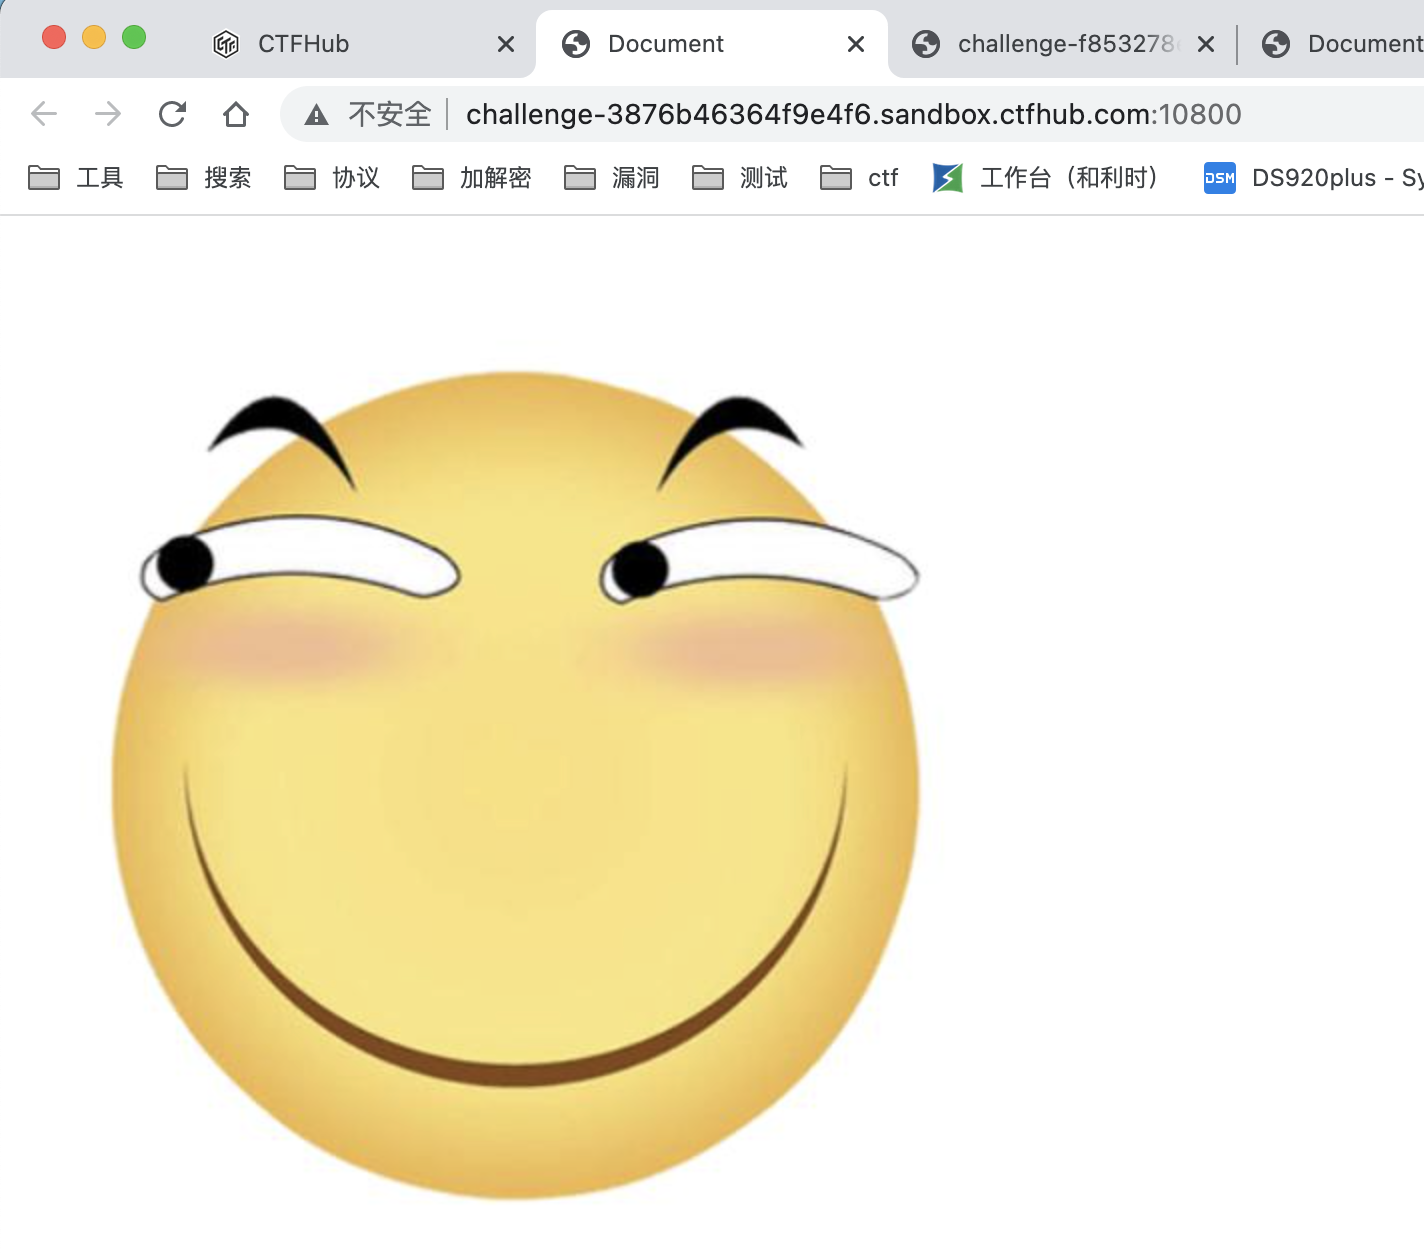 CTFHub Document challenge-f853278 Document
不安全 challenge-3876b46364f9e4f6.sandbox.ctfhub.com:10800
工具 搜索 协议 加解密 漏洞 测试 ctf 工作台（和利时） DSM DS920plus - Sy